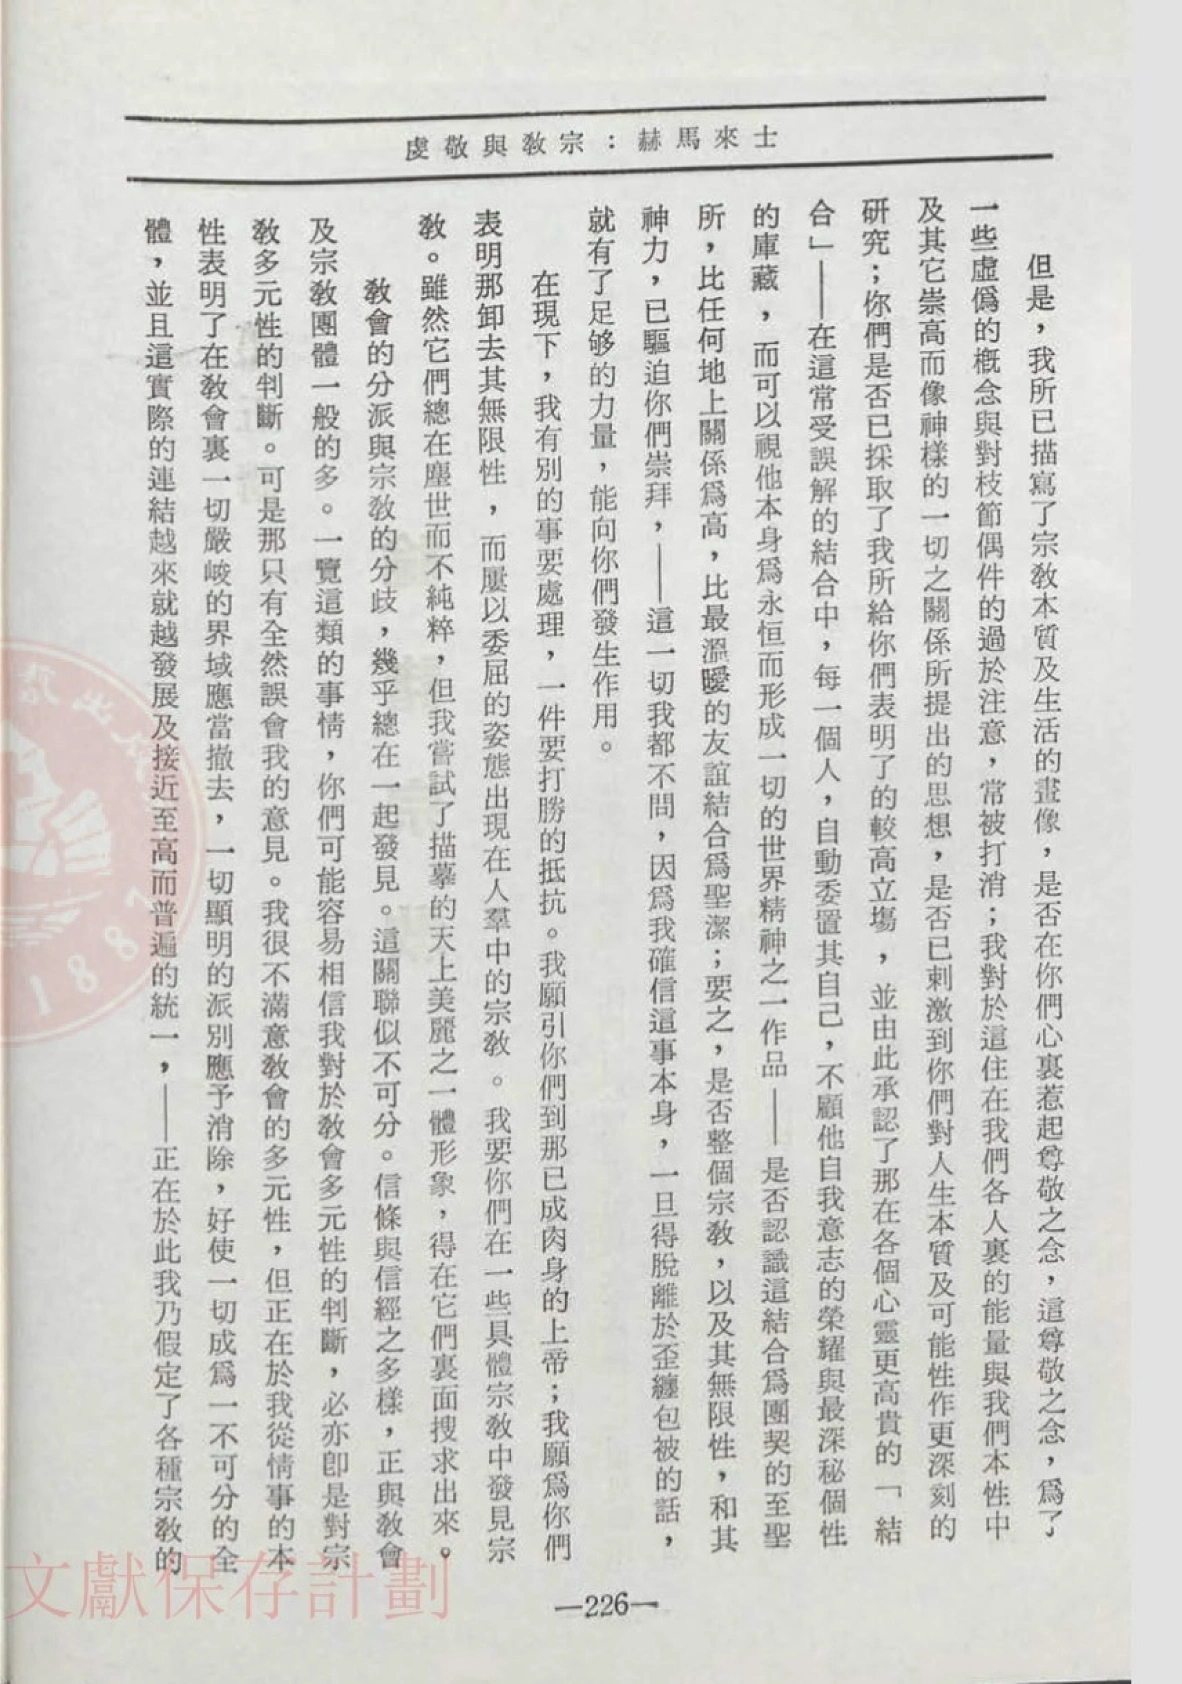 士來馬赫：宗教與敬虔
但是，我所已描寫了宗教本質及生活的畫像，是否在你們心裏惹起尊敬之念，這尊敬之念，爲了
一些虛僞的概念與對枝節偶件的過於注意，常被打消；我對於這住在我們各人裏的能量與我們本性中
及其它崇高而像神樣的一切之關係所提出的思想，是否已刺激到你們對人生本質及可能性作更深刻的
研究；你們是否已採取了我所給你們表明了的較高立塲，並由此承認了那在各個心靈更高貴的「結
合」——在這常受誤解的結合中，每一個人，自動委置其自己，不顧他自我意志的榮耀與最深秘個性
的庫藏，而可以視他本身爲永恒而形成一切的世界精神之一作品——是否認識這結合爲團契的至聖
所，比任何地上關係爲高，比最溫曖的友誼結合爲聖潔；要之，是否整個宗教，以及其無限性，和其
神力，已驅迫你們崇拜，——這一切我都不問，因爲我確信這事本身，一旦得脫離於歪纏包被的話，
就有了足够的力量，能向你們發生作用。
在現下，我有別的事要處理，一件要打勝的抵抗。我願引你們到那已成肉身的上帝；我願爲你們
表明那卸去其無限性，而屢以委屈的姿態出現在人羣中的宗教。我要你們在一些具體宗教中發見宗
教。雖然它們總在塵世而不純粹，但我嘗試了描摹的天上美麗之一體形象，得在它們裏面搜求出來。
教會的分派與宗教的分歧，幾乎總在一起發見。這關聯似不可分。信條與信經之多樣，正與教會
及宗教團體一般的多。一覽這類的事情，你們可能容易相信我對於教會多元性的判斷，必亦卽是對宗
教多元性的判斷。可是那只有全然誤會我的意見。我很不滿意教會的多元性，但正在於我從情事的本
性表明了在教會裏一切嚴峻的界域應當撤去，一切顯明的派別應予消除，好使一切成爲一不可分的全
體，並且這實際的連結越來就越發展及接近至高而普遍的統一，——正在於此我乃假定了各種宗教的
—226—
文獻保存計劃
188